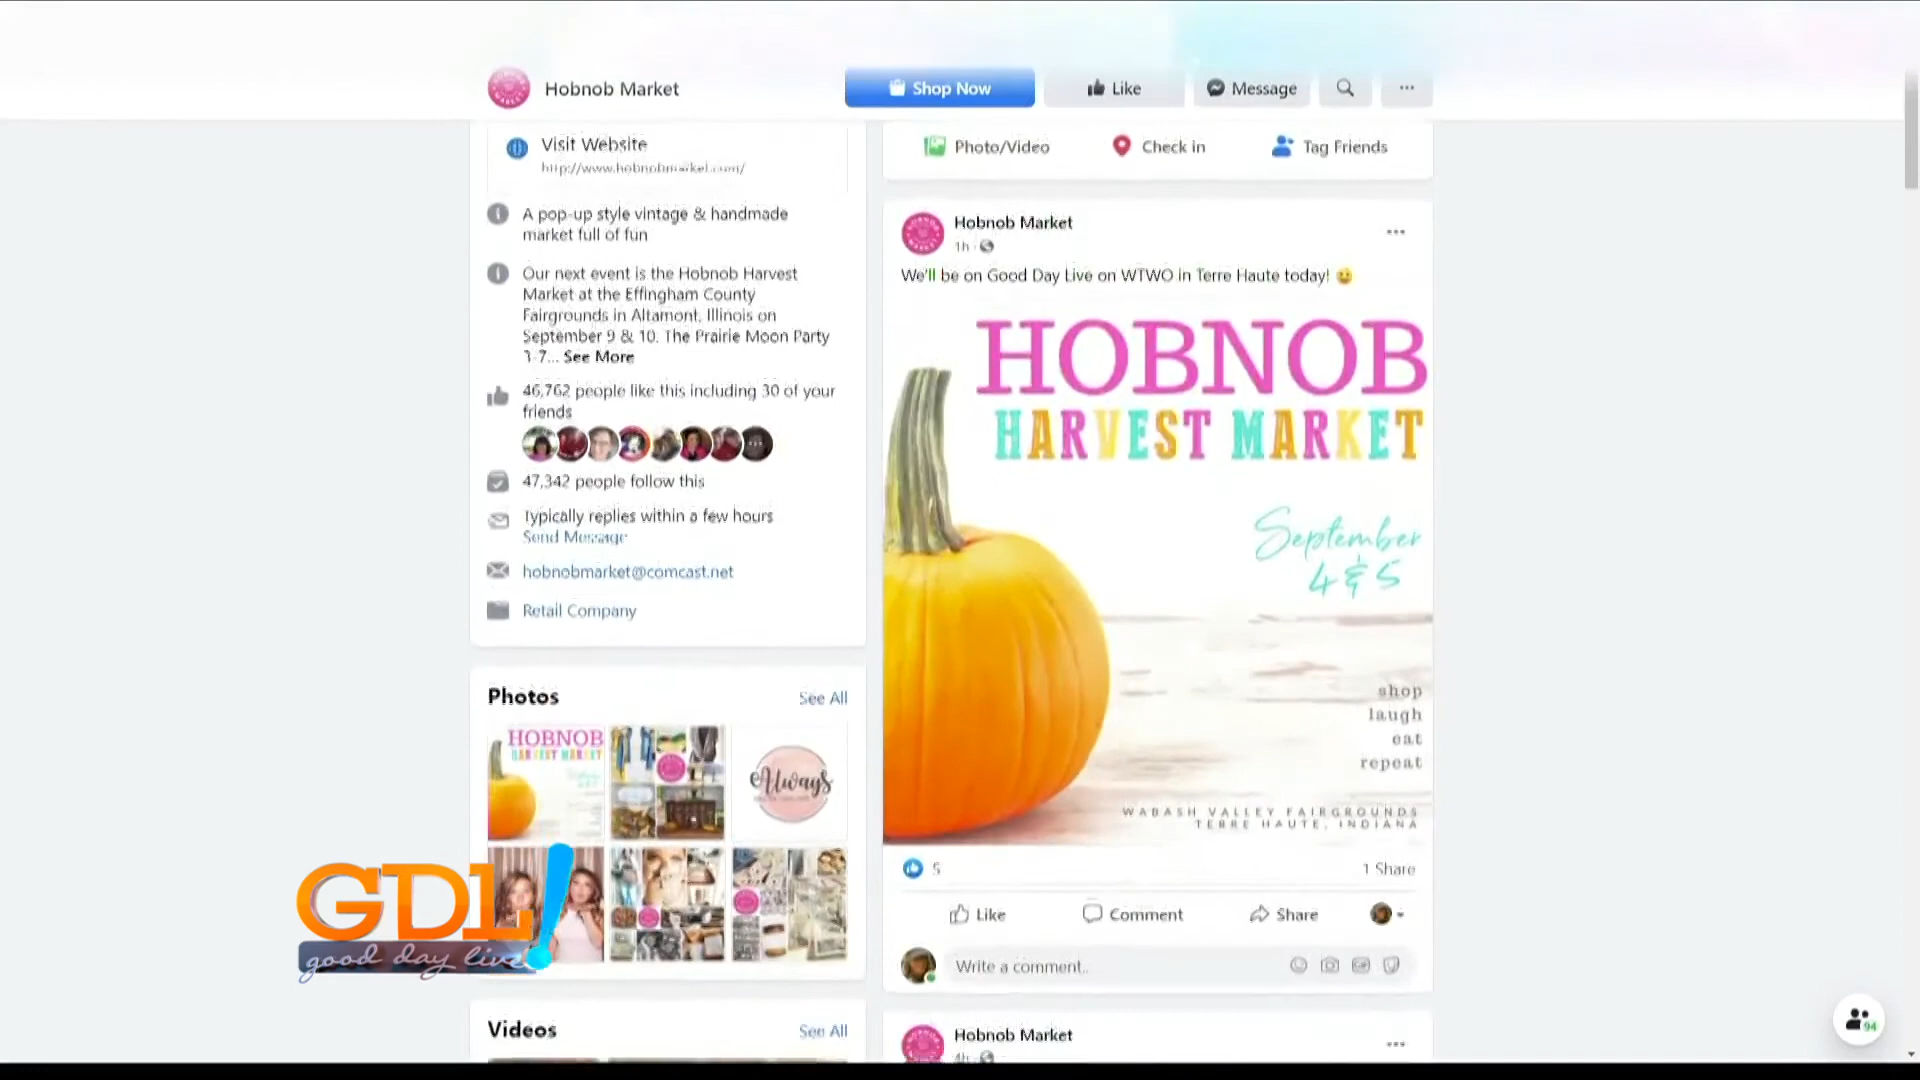 Hobnob Market
Shop Now
Like
Message
Visit Website
A pop-up style vintage & handmade
market full of fun
Our next event is the Hobnob Harvest
Market at the Effingham County
Fairgrounds in Altamont, Illinois on
September 9 & 10. The Prairie Moon Party
See More
46,762 people like this including 30 of your
friends
47,342 people follow this
Typically replies within a few hours
Send Message
hobnobmarket@comcast.net
Retail Company
Photos
See All
HOBNOB
HARVEST MARKET
Always
GDL!
good day live
Videos
See All
Photo/Video
Check in
Tag Friends
Hobnob Market
1h
We'll be on Good Day Live on WTWO in Terre Haute today!
HOBNOB
HARVEST MARKET
September
4 & 5
shop
laugh
eat
repeat
WABASH VALLEY FAIRGROUNDS
TERRE HAUTE, INDIANA
5
1 Share
Like
Comment
Share
Write a comment..
Hobnob Market
4h
94